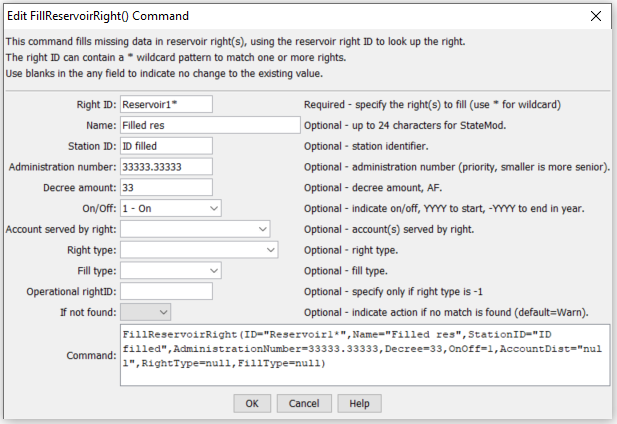 Edit FillReservoirRight() Command
This command fills missing data in reservoir right(s), using the reservoir right ID to look up the right.
The right ID can contain a * wildcard pattern to match one or more rights.
Use blanks in the any field to indicate no change to the existing value.
Right ID: Reservoir1* Required - specify the right(s) to fill (use * for wildcard)
Name: Filled res Optional - up to 24 characters for StateMod.
Station ID: ID filled Optional - station identifier.
Administration number: 33333.33333 Optional - administration number (priority, smaller is more senior).
Decree amount: 33 Optional - decree amount, AF.
On/Off: 1 - On Optional - indicate on/off, YYYY to start, -YYYY to end in year.
Account served by right: Optional - account(s) served by right.
Right type: Optional - right type.
Fill type: Optional - fill type.
Operational rightID: Optional - specify only if right type is -1
If not found: Optional - indicate action if no match is found (default=Warn).
Command: FillReservoirRight(ID="Reservoir1*",Name="Filled res",StationID="ID
filled",AdministrationNumber=33333.33333,Decree=33,OnOff=1,AccountDist="nul
l",RightType=null,FillType=null)
OK Cancel Help